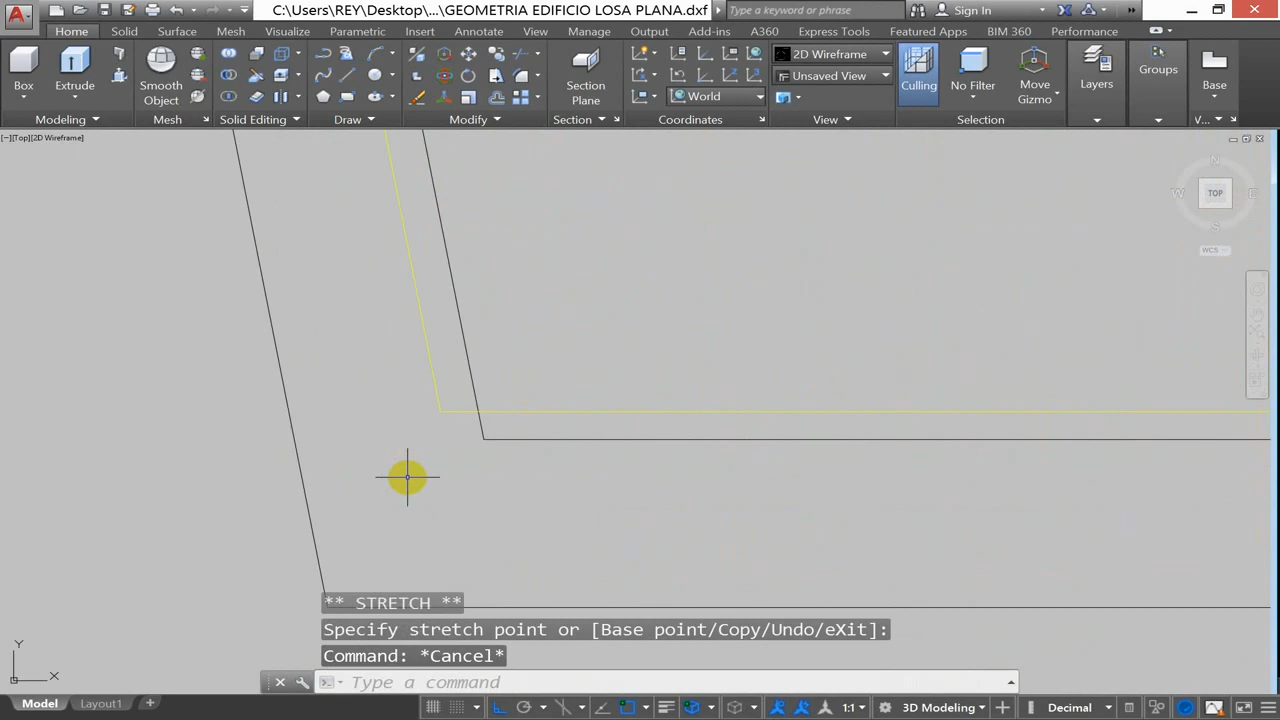 C:\Users\REY\Desktop\...\GEOMETRIA EDIFICIO LOSA PLANA.dxf
Type a keyword or phrase
Sign In
Home Solid Surface Mesh Visualize Parametric Insert Annotate View Manage Output Add-ins A360 Express Tools Featured Apps BIM 360 Performance
2D Wireframe
Unsaved View
World
Box
Extrude
Smooth Object
Section Plane
Culling
No Filter
Move Gizmo
Layers
Groups
Base
Modeling
Mesh
Solid Editing
Draw
Modify
Section
Coordinates
View
Selection
V...
[−][Top][2D Wireframe]
N
W
TOP
E
S
WCS
** STRETCH **
Specify stretch point or [Base point/Copy/Undo/eXit]:
Command: *Cancel*
Type a command
Y
X
Model
Layout1
1:1
3D Modeling
Decimal